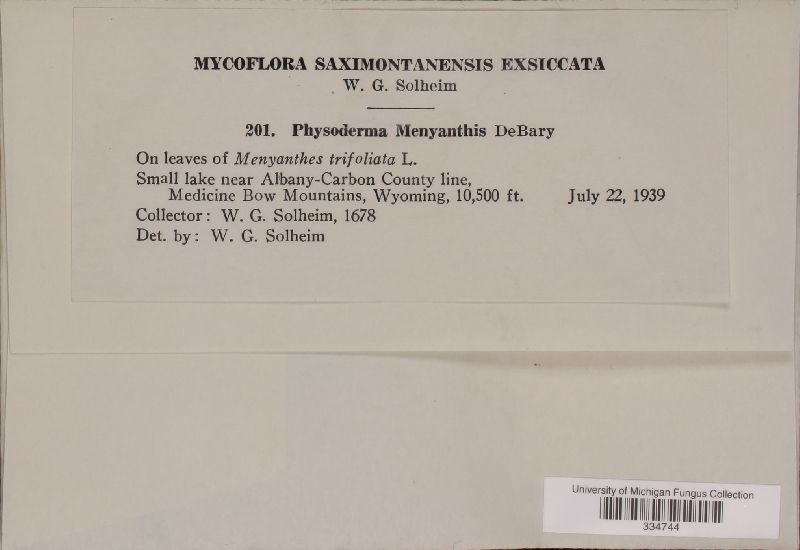 MYCOFLORA SAXIMONTANENSIS EXSICCATA
W. G. Solheim
201. Physoderma Menyanthis DeBary
On leaves of Menyanthes trifoliata L.
Small lake near Albany-Carbon County line,
Medicine Bow Mountains, Wyoming, 10,500 ft. July 22, 1939
Collector: W. G. Solheim, 1678
Det. by: W. G. Solheim
University of Michigan Fungus Collection
334744